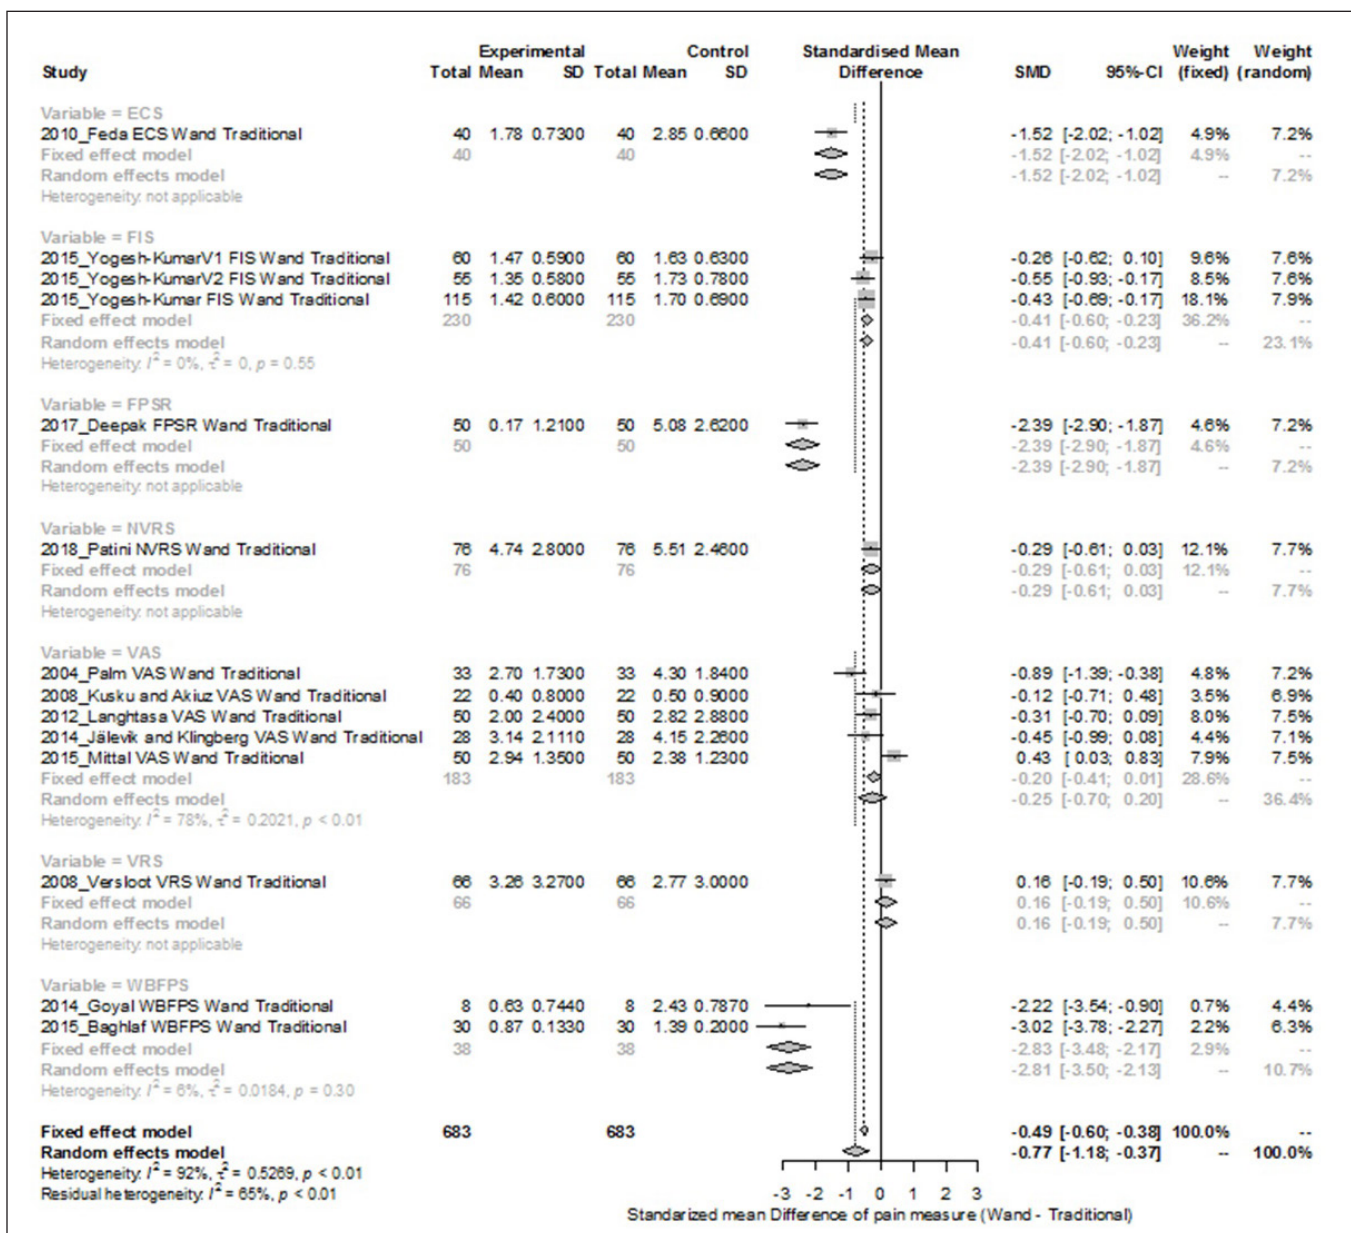 Experimental Control Standardised Mean Weight Weight
Study Total Mean SD Total Mean SD Difference SMD 95%-CI (fixed) (random)
Variable = ECS
2010_Feda ECS Wand Traditional 40 1.78 0.7300 40 2.85 0.6600 -1.52 [-2.02; -1.02] 4.9% 7.2%
Fixed effect model 40 40 -1.52 [-2.02; -1.02] 4.9% --
Random effects model -1.52 [-2.02; -1.02] -- 7.2%
Heterogeneity: not applicable
Variable = FIS
2015_Yogesh-KumarV1 FIS Wand Traditional 60 1.47 0.5900 60 1.63 0.6300 -0.26 [-0.62; 0.10] 9.6% 7.6%
2015_Yogesh-KumarV2 FIS Wand Traditional 55 1.35 0.5800 55 1.73 0.7800 -0.55 [-0.93; -0.17] 8.5% 7.6%
2015_Yogesh-Kumar FIS Wand Traditional 115 1.42 0.6000 115 1.70 0.6900 -0.43 [-0.69; -0.17] 18.1% 7.9%
Fixed effect model 230 230 -0.41 [-0.60; -0.23] 36.2% --
Random effects model -0.41 [-0.60; -0.23] -- 23.1%
Heterogeneity: I² = 0%, τ² = 0, p = 0.55
Variable = FPSR
2017_Deepak FPSR Wand Traditional 50 0.17 1.2100 50 5.08 2.6200 -2.39 [-2.90; -1.87] 4.6% 7.2%
Fixed effect model 50 50 -2.39 [-2.90; -1.87] 4.6% --
Random effects model -2.39 [-2.90; -1.87] -- 7.2%
Heterogeneity: not applicable
Variable = NVRS
2018_Patini NVRS Wand Traditional 76 4.74 2.8000 76 5.51 2.4600 -0.29 [-0.61; 0.03] 12.1% 7.7%
Fixed effect model 76 76 -0.29 [-0.61; 0.03] 12.1% --
Random effects model -0.29 [-0.61; 0.03] -- 7.7%
Heterogeneity: not applicable
Variable = VAS
2004_Palm VAS Wand Traditional 33 2.70 1.7300 33 4.30 1.8400 -0.89 [-1.39; -0.38] 4.8% 7.2%
2008_Kusku and Akiuz VAS Wand Traditional 22 0.40 0.8000 22 0.50 0.9000 -0.12 [-0.71; 0.48] 3.5% 6.9%
2012_Langhtasa VAS Wand Traditional 50 2.00 2.4000 50 2.82 2.8800 -0.31 [-0.70; 0.09] 8.0% 7.5%
2014_Jälevik and Klingberg VAS Wand Traditional 28 3.14 2.1110 28 4.15 2.2600 -0.45 [-0.99; 0.08] 4.4% 7.1%
2015_Mittal VAS Wand Traditional 50 2.94 1.3500 50 2.38 1.2300 0.43 [ 0.03; 0.83] 7.9% 7.5%
Fixed effect model 183 183 -0.20 [-0.41; 0.01] 28.6% --
Random effects model -0.25 [-0.70; 0.20] -- 36.4%
Heterogeneity: I² = 78%, τ² = 0.2021, p < 0.01
Variable = VRS
2008_Versloot VRS Wand Traditional 66 3.26 3.2700 66 2.77 3.0000 0.16 [-0.19; 0.50] 10.6% 7.7%
Fixed effect model 66 66 0.16 [-0.19; 0.50] 10.6% --
Random effects model 0.16 [-0.19; 0.50] -- 7.7%
Heterogeneity: not applicable
Variable = WBFPS
2014_Goyal WBFPS Wand Traditional 8 0.63 0.7440 8 2.43 0.7870 -2.22 [-3.54; -0.90] 0.7% 4.4%
2015_Baghlaf WBFPS Wand Traditional 30 0.87 0.1330 30 1.39 0.2000 -3.02 [-3.78; -2.27] 2.2% 6.3%
Fixed effect model 38 38 -2.83 [-3.48; -2.17] 2.9% --
Random effects model -2.81 [-3.50; -2.13] -- 10.7%
Heterogeneity: I² = 6%, τ² = 0.0184, p = 0.30
Fixed effect model 683 683 -0.49 [-0.60; -0.38] 100.0% --
Random effects model -0.77 [-1.18; -0.37] -- 100.0%
Heterogeneity: I² = 92%, τ² = 0.5269, p < 0.01
Residual heterogeneity: I² = 65%, p < 0.01
-3 -2 -1 0 1 2 3
Standarized mean Difference of pain measure (Wand - Traditional)